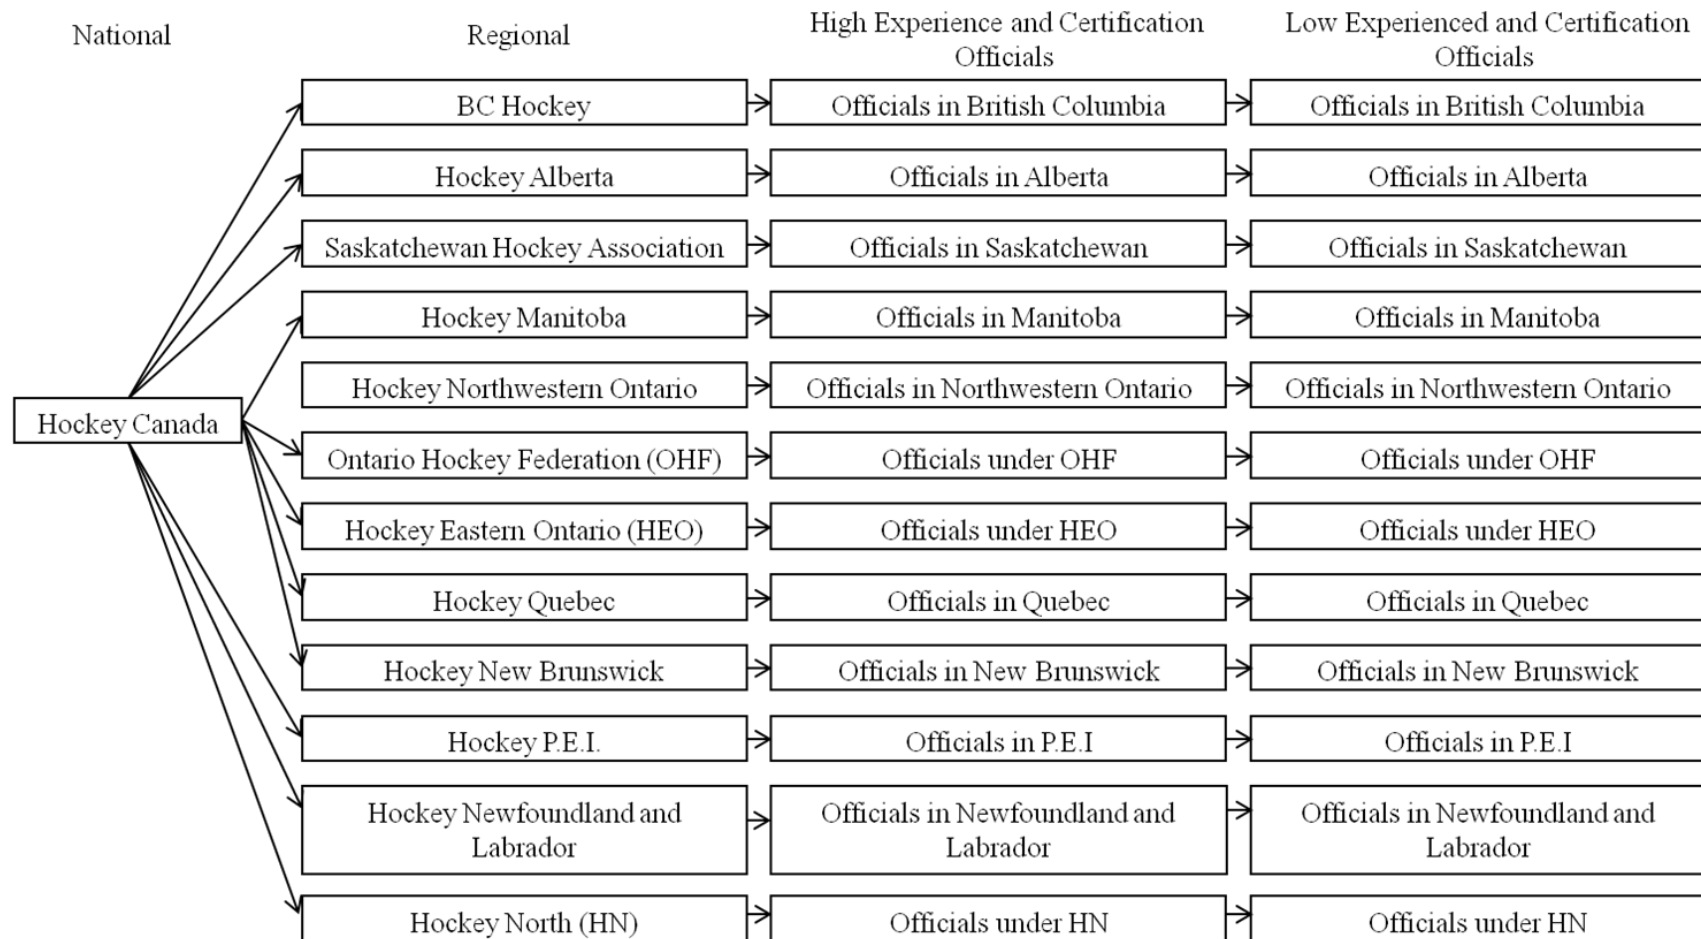 National
Regional
High Experience and Certification
Officials
Low Experienced and Certification
Officials
Hockey Canada
BC Hockey
Officials in British Columbia
Officials in British Columbia
Hockey Alberta
Officials in Alberta
Officials in Alberta
Saskatchewan Hockey Association
Officials in Saskatchewan
Officials in Saskatchewan
Hockey Manitoba
Officials in Manitoba
Officials in Manitoba
Hockey Northwestern Ontario
Officials in Northwestern Ontario
Officials in Northwestern Ontario
Ontario Hockey Federation (OHF)
Officials under OHF
Officials under OHF
Hockey Eastern Ontario (HEO)
Officials under HEO
Officials under HEO
Hockey Quebec
Officials in Quebec
Officials in Quebec
Hockey New Brunswick
Officials in New Brunswick
Officials in New Brunswick
Hockey P.E.I.
Officials in P.E.I
Officials in P.E.I
Hockey Newfoundland and
Labrador
Officials in Newfoundland and
Labrador
Officials in Newfoundland and
Labrador
Hockey North (HN)
Officials under HN
Officials under HN